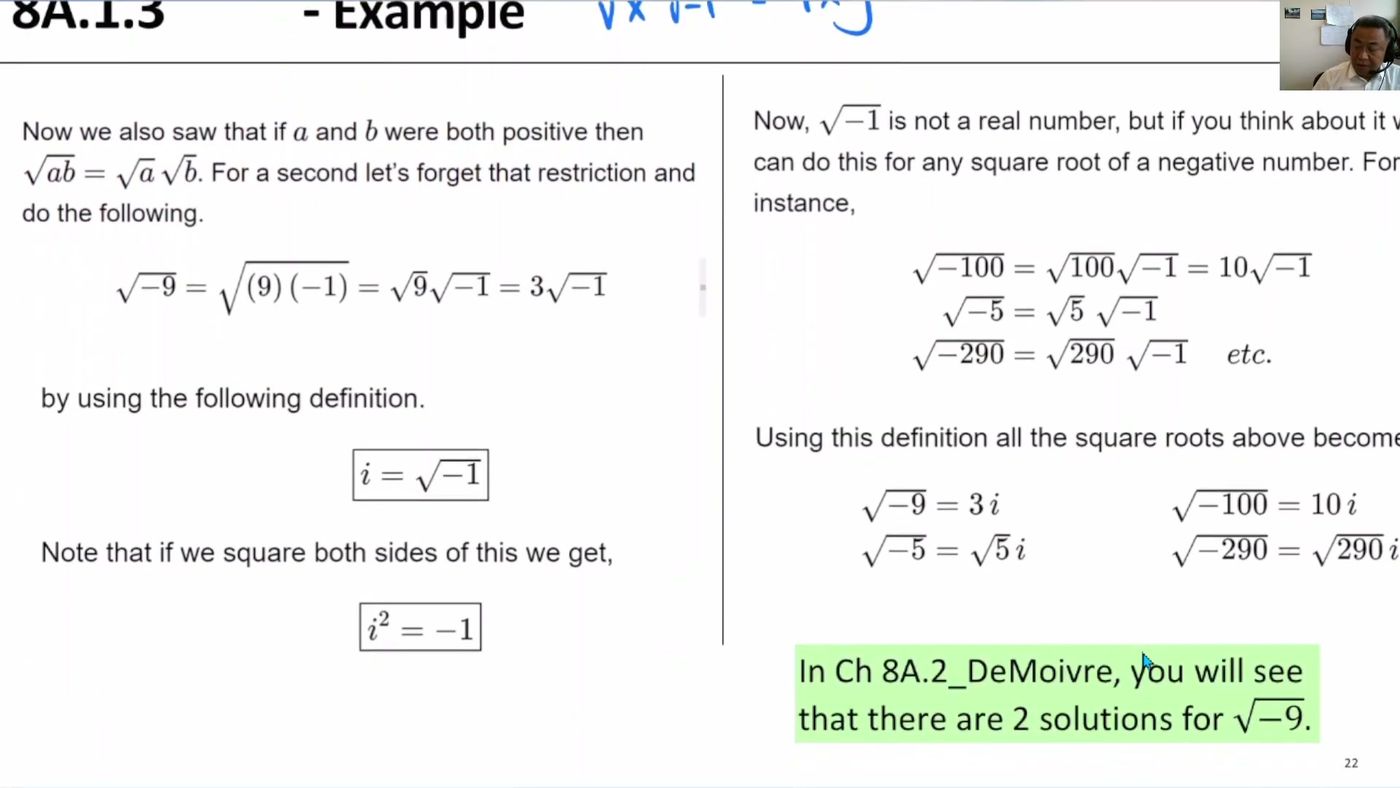 8A.1.3 - Example
Now we also saw that if a and b were both positive then
√ab = √a √b. For a second let's forget that restriction and
do the following.
√−9 = √(9)(−1) = √9√−1 = 3√−1
by using the following definition.
i = √−1
Note that if we square both sides of this we get,
i² = −1
Now, √−1 is not a real number, but if you think about it
can do this for any square root of a negative number. For
instance,
√−100 = √100√−1 = 10√−1
√−5 = √5 √−1
√−290 = √290 √−1 etc.
Using this definition all the square roots above become
√−9 = 3 i √−100 = 10 i
√−5 = √5 i √−290 = √290 i
In Ch 8A.2_DeMoivre, you will see
that there are 2 solutions for √−9.
22